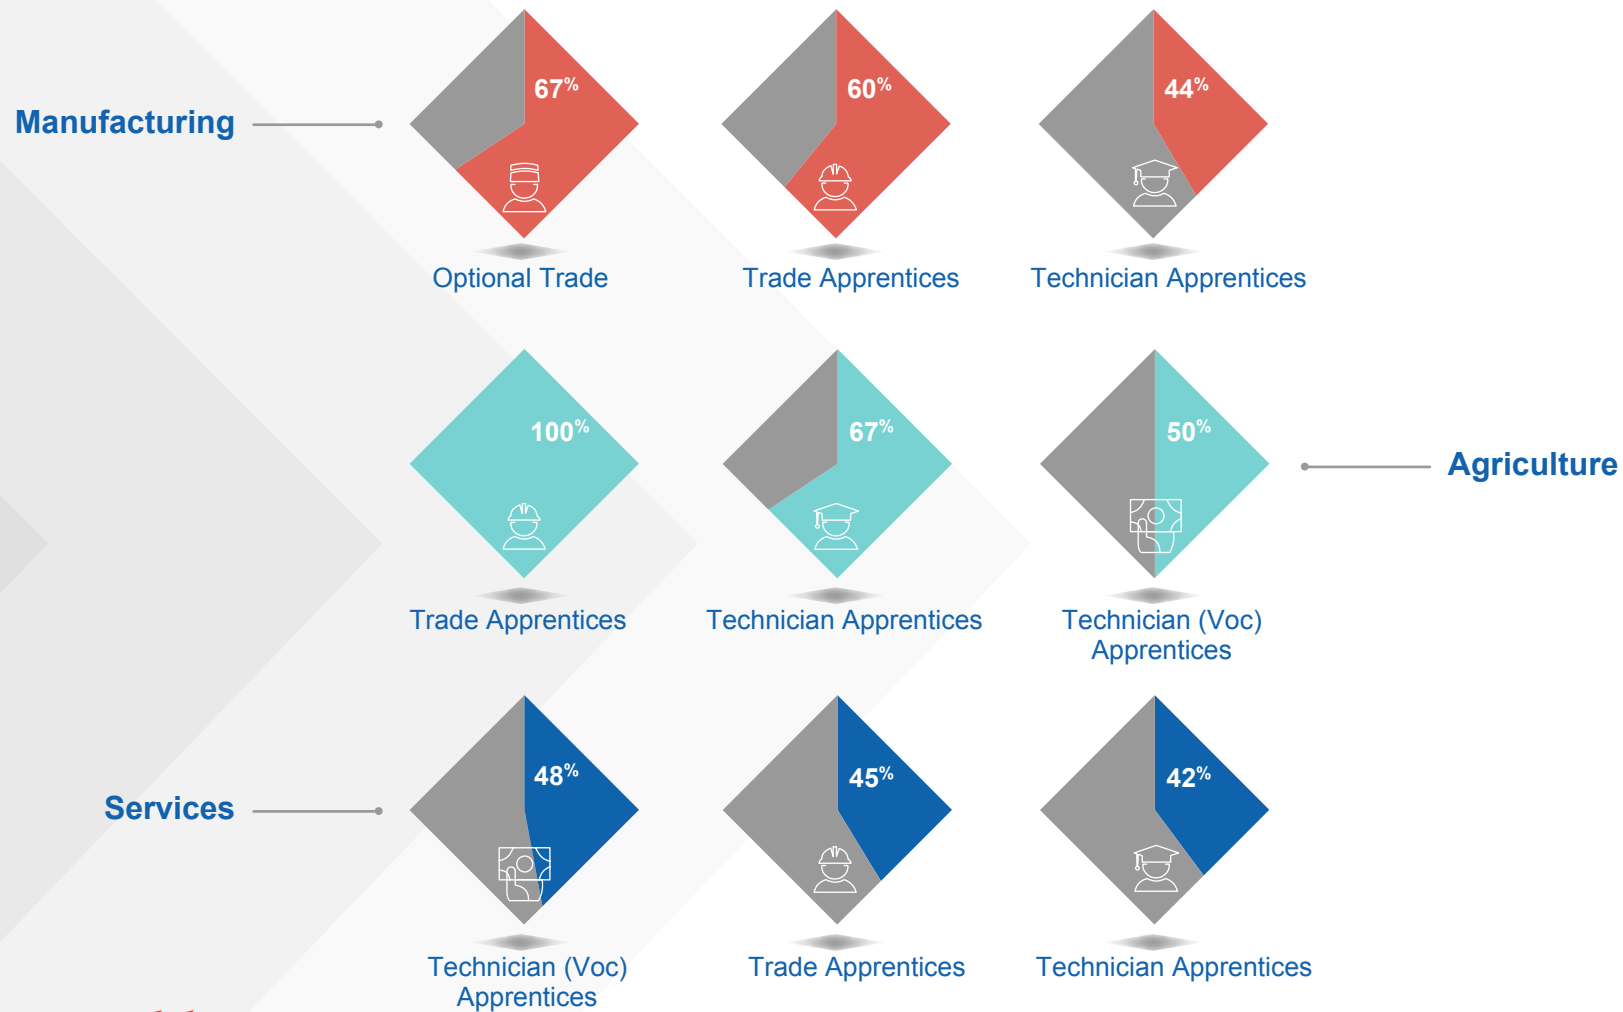 Manufacturing
67%
60%
44%
Optional Trade
Trade Apprentices
Technician Apprentices
100%
67%
50%
Agriculture
Trade Apprentices
Technician Apprentices
Technician (Voc)
Apprentices
Services
48%
45%
42%
Technician (Voc)
Apprentices
Trade Apprentices
Technician Apprentices